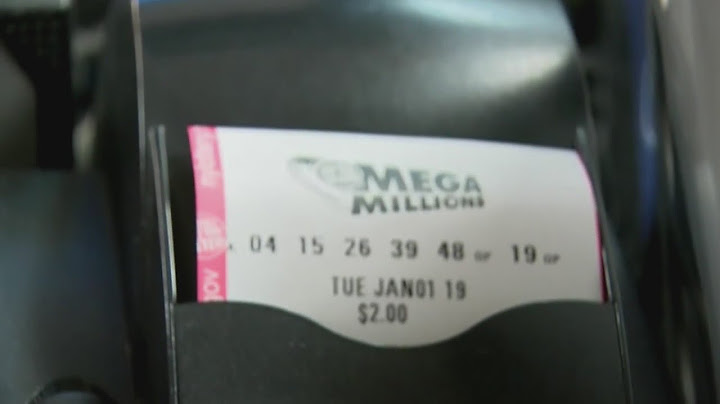 MEGA
MILLIONS
A. 04 15 26 39 48 QP 19 QP
TUE JAN01 19
$2.00